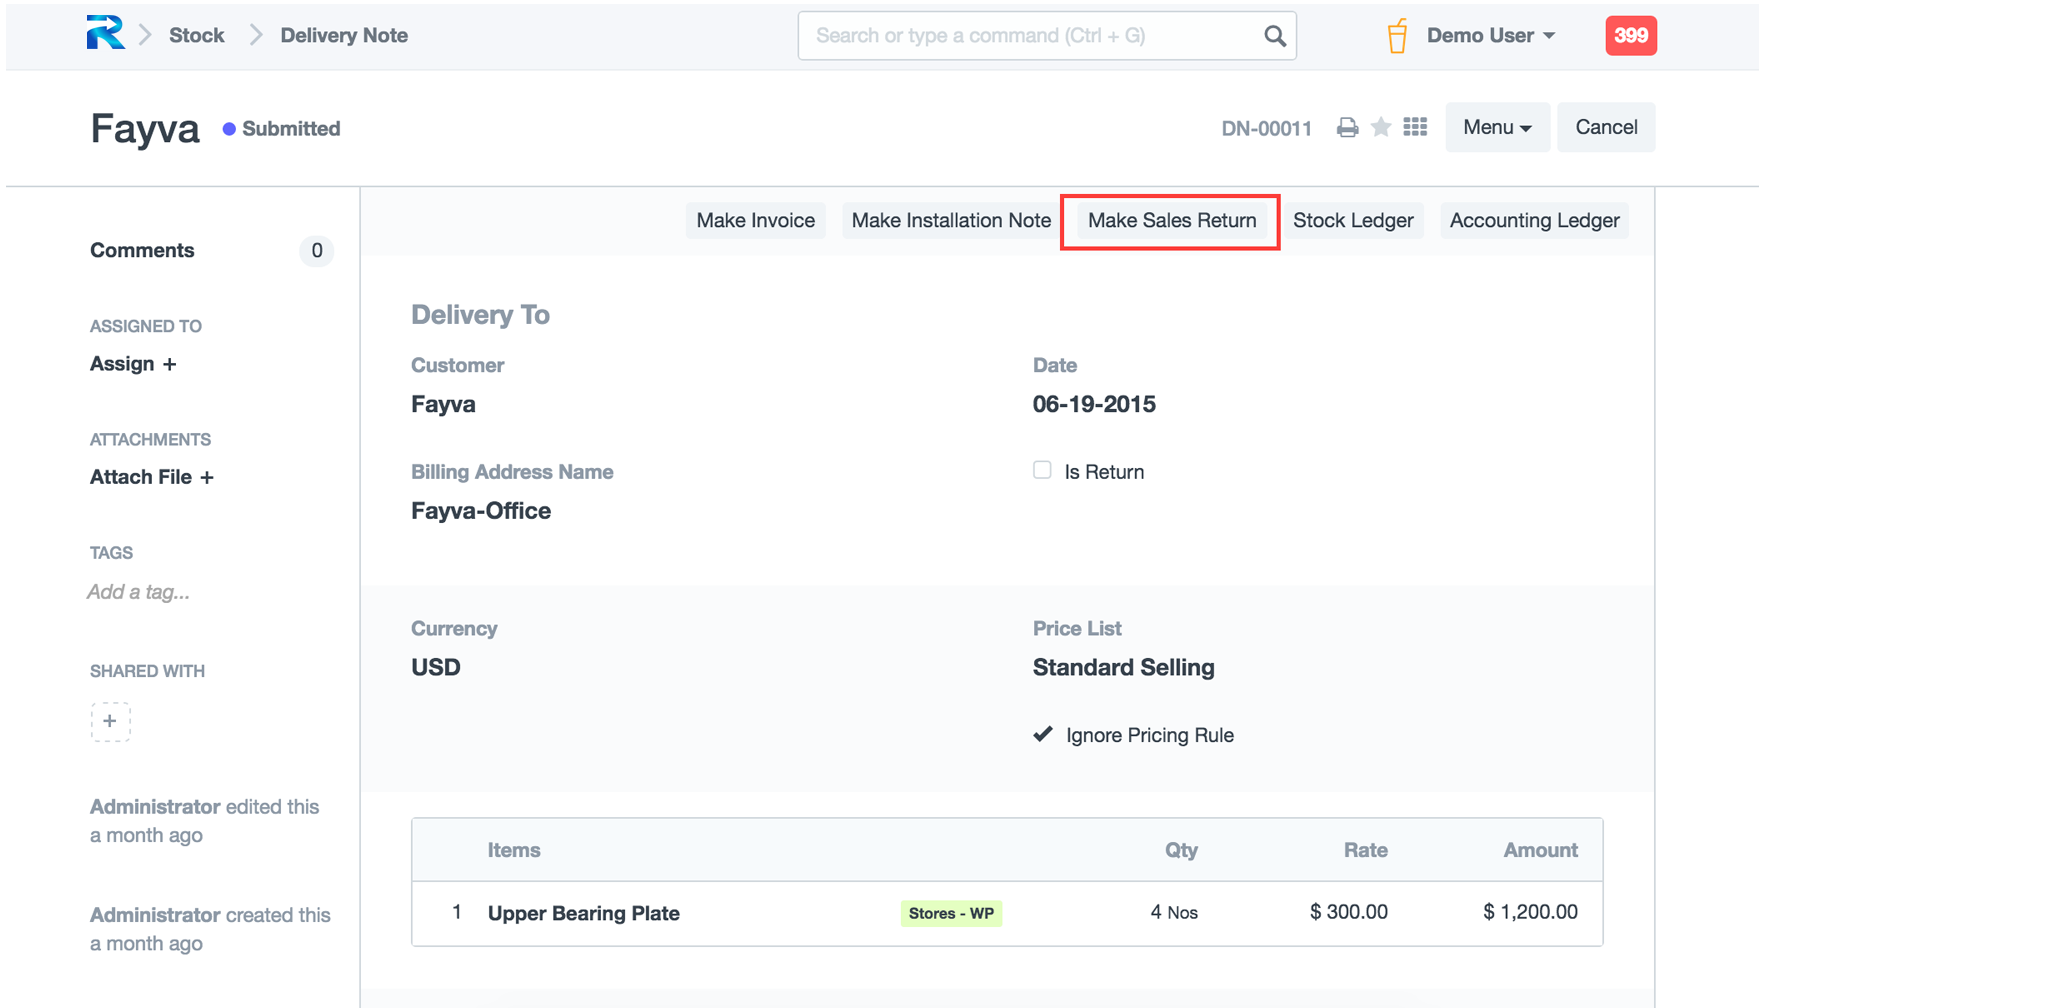 Stock Delivery Note Search or type a command (Ctrl + G) Demo User 399
Fayva Submitted DN-00011 Menu Cancel
Make Invoice Make Installation Note Make Sales Return Stock Ledger Accounting Ledger
Comments 0
ASSIGNED TO
Assign +
ATTACHMENTS
Attach File +
TAGS
Add a tag...
SHARED WITH
+
Administrator edited this
a month ago
Administrator created this
a month ago
Delivery To
Customer
Fayva
Billing Address Name
Fayva-Office
Date
06-19-2015
Is Return
Currency
USD
Price List
Standard Selling
Ignore Pricing Rule
Items Qty Rate Amount
1 Upper Bearing Plate Stores - WP 4 Nos $ 300.00 $ 1,200.00